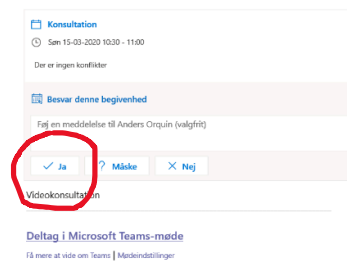 Konsultation
Søn 15-03-2020 10:30 - 11:00
Der er ingen konflikter
Besvar denne begivenhed
Føj en meddelelse til Anders Orquin (valgfrit)
Ja
? Måske
Nej
Videokonsultation
Deltag i Microsoft Teams-møde
Få mere at vide om Teams | Mødeindstillinger